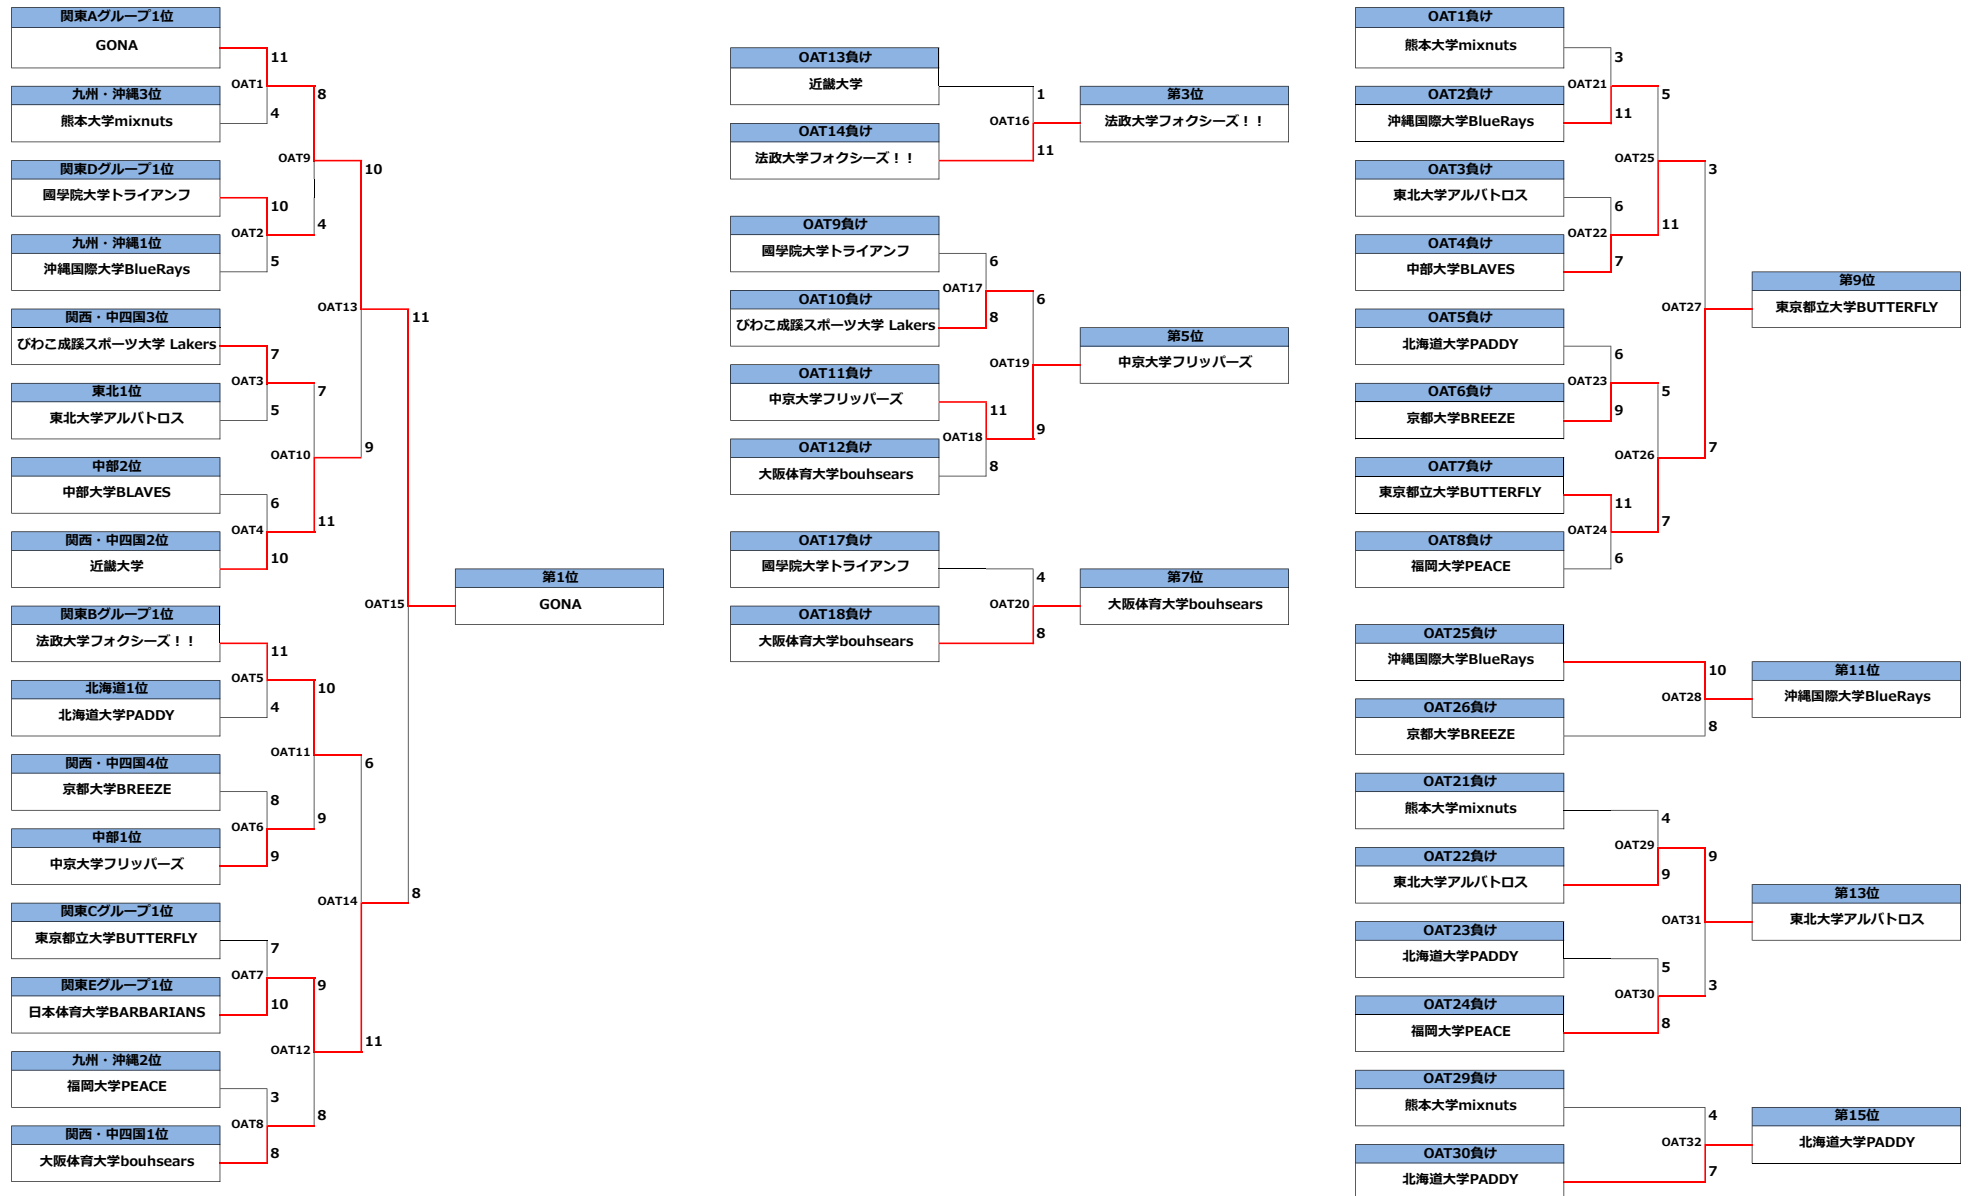 関東Aグループ1位
GONA
11
OAT1
8
九州・沖縄3位
4
熊本大学mixnuts
OAT9
関東Dグループ1位
10
國學院大学トライアンフ
10
4
OAT2
九州・沖縄1位
5
沖縄国際大学BlueRays
OAT13
関西・中四国3位
11
びわこ成蹊スポーツ大学 Lakers
7
OAT3
7
東北1位
5
東北大学アルバトロス
9
OAT10
中部2位
中部大学BLAVES
6
11
OAT4
関西・中四国2位
10
近畿大学
OAT15
第1位
GONA
関東Bグループ1位
法政大学フォクシーズ！！
11
OAT5
10
北海道1位
4
北海道大学PADDY
OAT11
6
関西・中四国4位
京都大学BREEZE
8
9
OAT6
中部1位
9
中京大学フリッパーズ
OAT14
8
関東Cグループ1位
東京都立大学BUTTERFLY
7
OAT7
9
関東Eグループ1位
10
日本体育大学BARBARIANS
11
OAT12
九州・沖縄2位
福岡大学PEACE
3
8
OAT8
関西・中四国1位
8
大阪体育大学bouhsears
OAT13負け
近畿大学
1
OAT16
第3位
法政大学フォクシーズ！！
OAT14負け
11
法政大学フォクシーズ！！
OAT9負け
國學院大学トライアンフ
6
OAT17
6
OAT10負け
8
びわこ成蹊スポーツ大学 Lakers
OAT19
第5位
中京大学フリッパーズ
OAT11負け
中京大学フリッパーズ
11
9
OAT18
OAT12負け
8
大阪体育大学bouhsears
OAT17負け
國學院大学トライアンフ
4
OAT20
第7位
大阪体育大学bouhsears
OAT18負け
8
大阪体育大学bouhsears
OAT1負け
熊本大学mixnuts
3
OAT21
5
OAT2負け
11
沖縄国際大学BlueRays
OAT25
3
OAT3負け
東北大学アルバトロス
6
11
OAT22
OAT4負け
7
中部大学BLAVES
OAT27
第9位
東京都立大学BUTTERFLY
OAT5負け
北海道大学PADDY
6
OAT23
5
OAT6負け
9
京都大学BREEZE
7
OAT26
OAT7負け
東京都立大学BUTTERFLY
11
7
OAT24
OAT8負け
6
福岡大学PEACE
OAT25負け
沖縄国際大学BlueRays
10
OAT28
第11位
沖縄国際大学BlueRays
OAT26負け
8
京都大学BREEZE
OAT21負け
熊本大学mixnuts
4
OAT29
9
OAT22負け
9
東北大学アルバトロス
OAT31
第13位
東北大学アルバトロス
OAT23負け
北海道大学PADDY
5
3
OAT30
OAT24負け
8
福岡大学PEACE
OAT29負け
熊本大学mixnuts
4
OAT32
第15位
北海道大学PADDY
OAT30負け
7
北海道大学PADDY